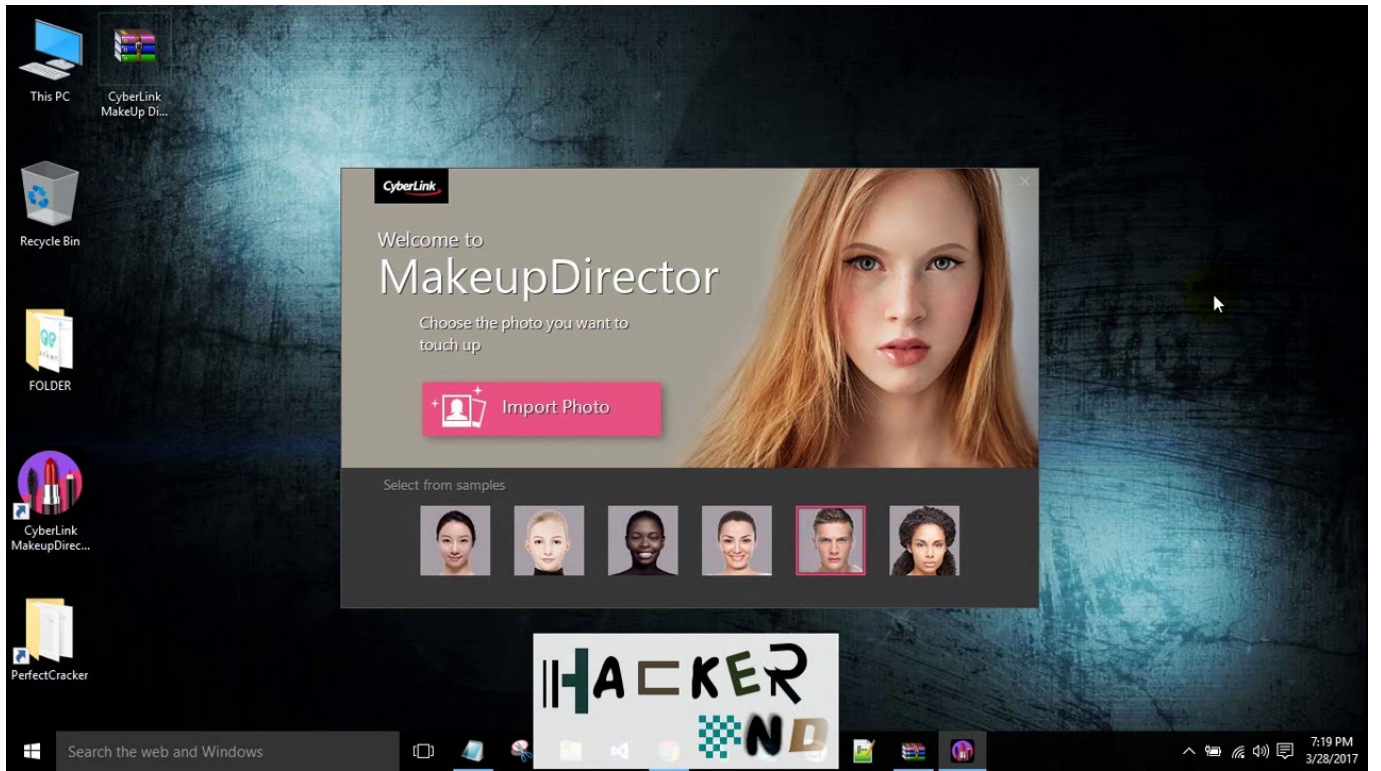 This PC
CyberLink
MakeUp Di...
Recycle Bin
FOLDER
CyberLink
MakeupDirec...
PerfectCracker
CyberLink
Welcome to
MakeupDirector
Choose the photo you want to
touch up
Import Photo
Select from samples
HACKER
ND
Search the web and Windows
7:19 PM
3/28/2017